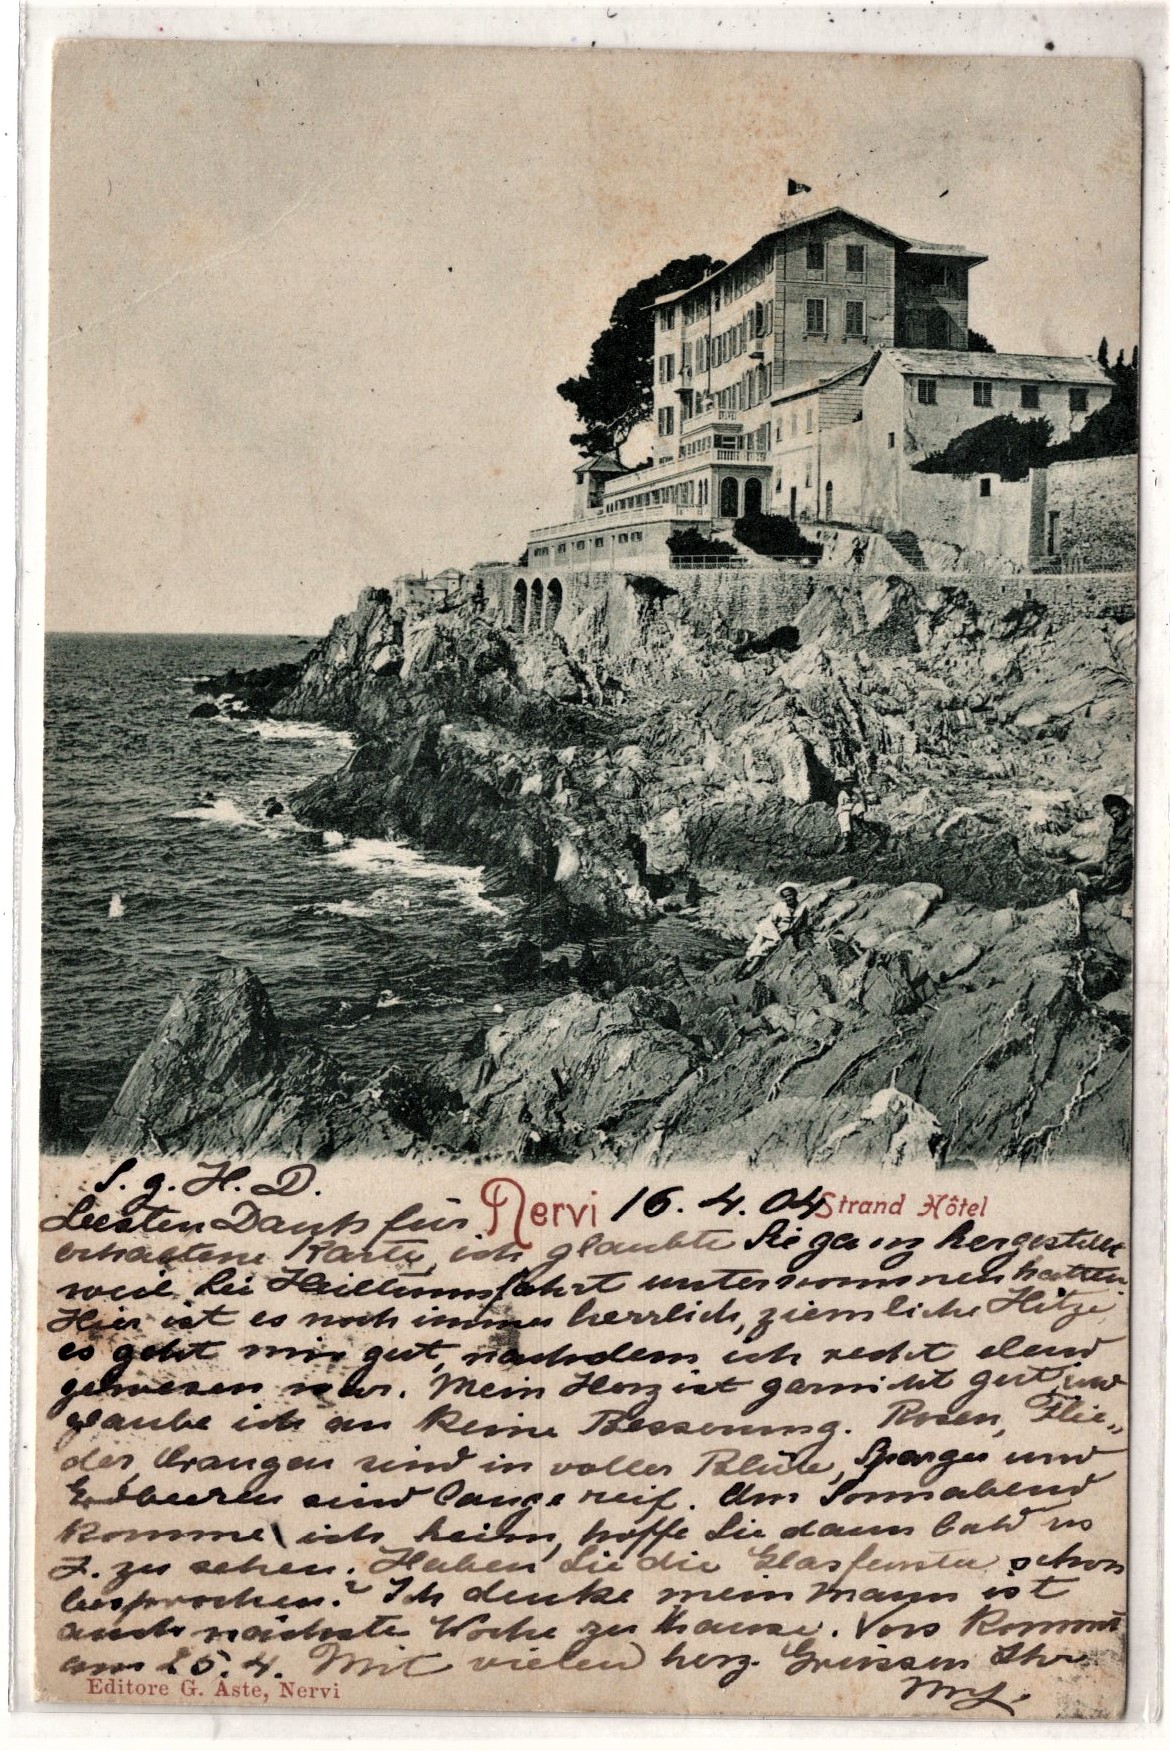 S. g. H. D.
Nervi 16. 4. 04 Strand Hôtel
Besten Dank für
erhaltene Karte, ich glaubte Sie ganz hergestellt
weil Sie unternommen hatten
Hier ist es noch immer herrlich, ziemliche Hitze,
es geht mir gut, nachdem ich recht elend
gewesen war. Mein Herz ist garnicht gut und
glaube ich an keine Besserung. Rosen, Flie-
der, Orangen sind in voller Blüte, Spargel und
Erdbeeren sind lange reif. Am Sonnabend
komme ich heim, hoffe Sie dann bald in
Z. zu sehen. Haben Sie die Glasfenster schon
besprochen? Ich denke mein Mann ist
auch nächste Woche zu Hause. Vors kommt
am 25. 4. Mit vielen herz. Grüssen Ihre
Editore G. Aste, Nervi